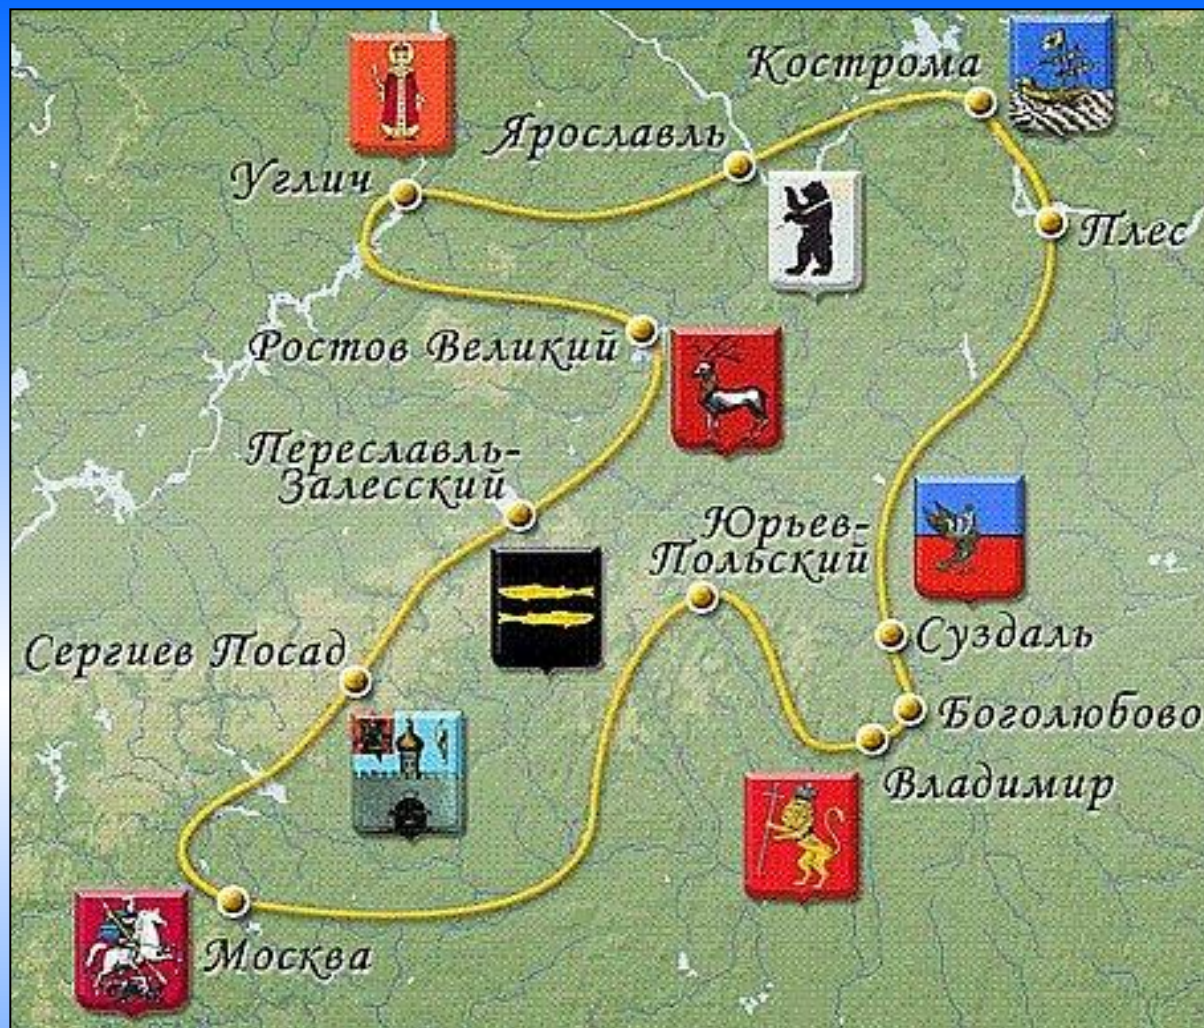 Кострома
Ярославль
Углич
Плес
Ростов Великий
Переславль-
Залесский
Юрьев-
Польский
Сергиев Посад
Суздаль
Боголюбово
Владимир
Москва